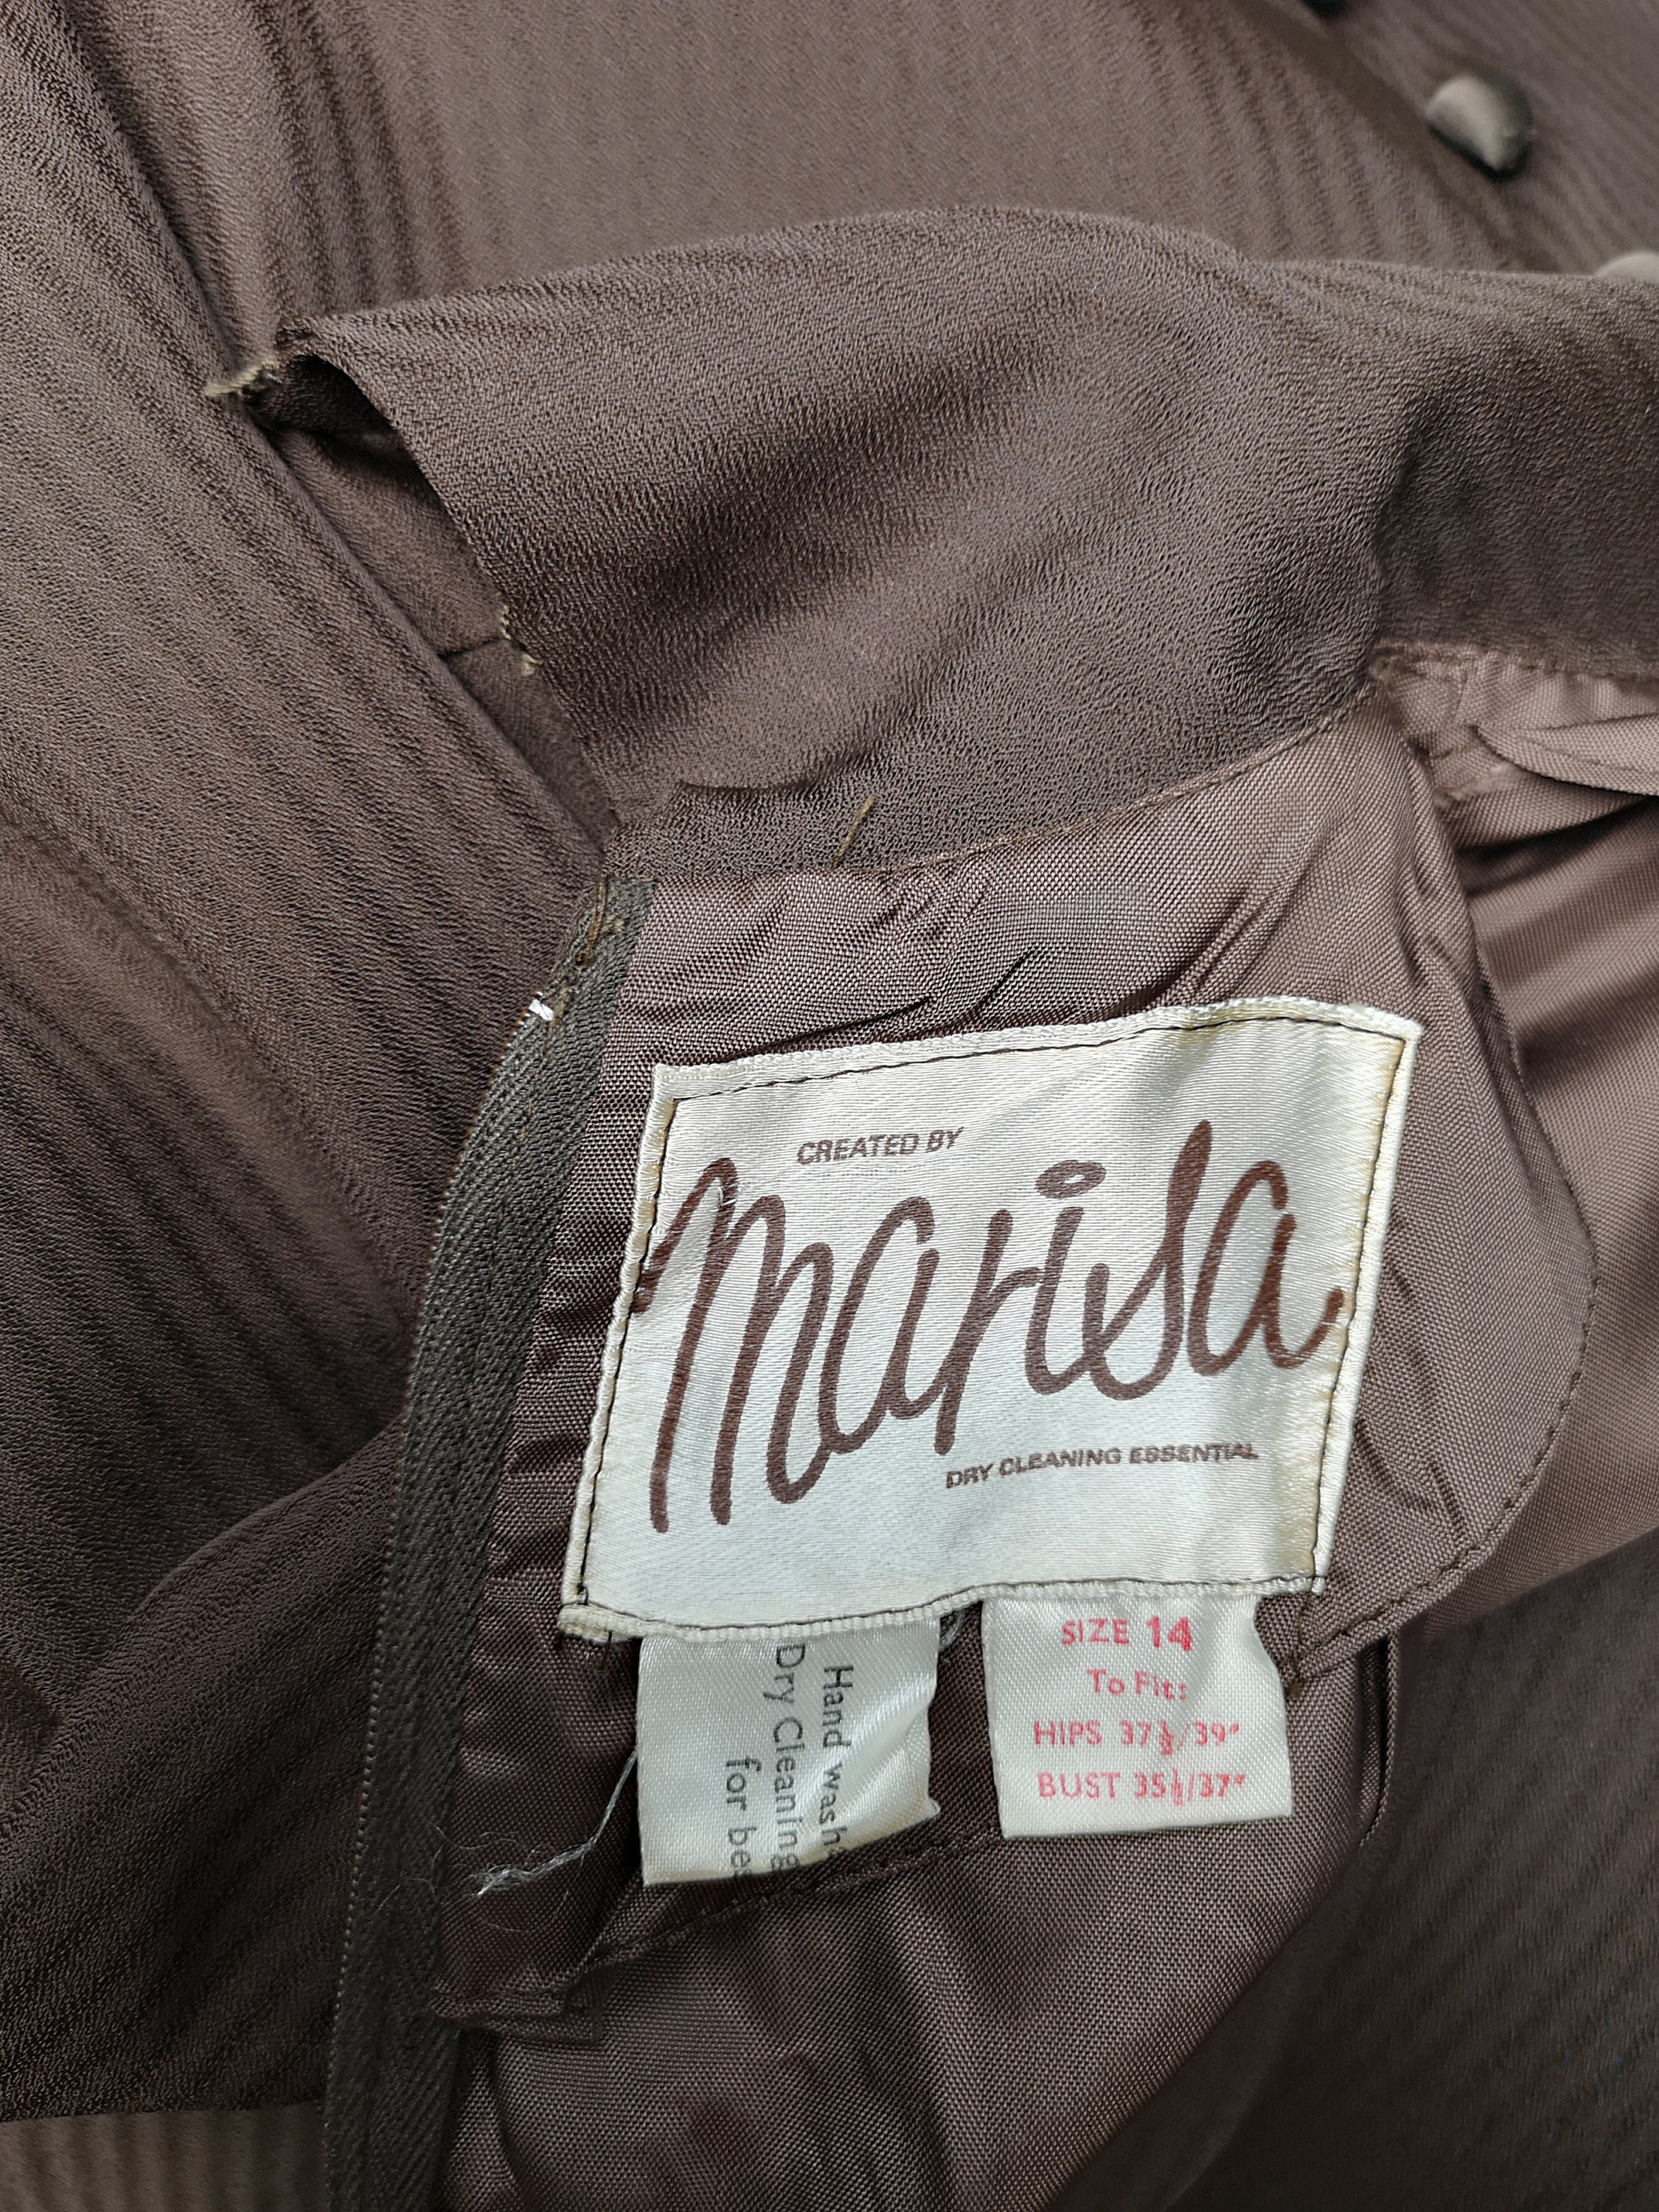 CREATED BY
Marisa
DRY CLEANING ESSENTIAL
Hand wash
Dry Cleaning
for
SIZE 14
To Fit:
HIPS 37½/39"
BUST 35½/37"